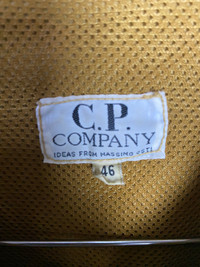 C.P.
COMPANY
IDEAS FROM MASSIMO OSTI
46